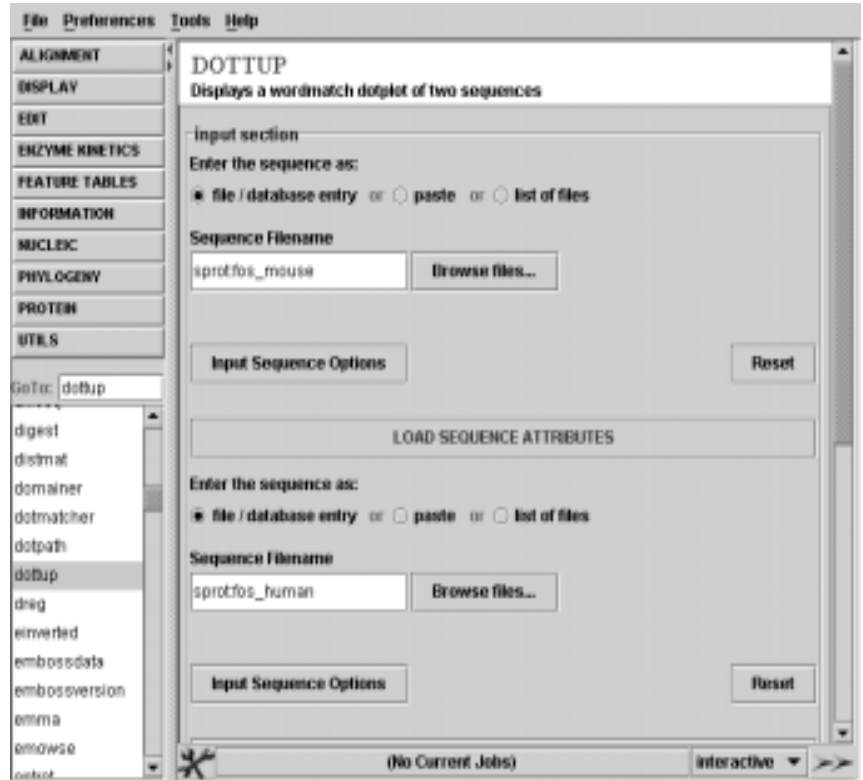 File Preferences Tools Help
ALIGNMENT
DISPLAY
EDIT
ENZYME KINETICS
FEATURE TABLES
INFORMATION
NUCLEIC
PHYLOGENY
PROTEIN
UTILS
GoTo: dottup
digest
distmat
domainer
dotmatcher
dotpath
dottup
dreg
einverted
embossdata
embossversion
emma
emowse
DOTTUP
Displays a wordmatch dotplot of two sequences
input section
Enter the sequence as:
file / database entry or paste or list of files
Sequence Filename
sprot:fos_mouse Browse files...
Input Sequence Options Reset
LOAD SEQUENCE ATTRIBUTES
Enter the sequence as:
file / database entry or paste or list of files
Sequence Filename
sprot:fos_human Browse files...
Input Sequence Options Reset
(No Current Jobs) interactive